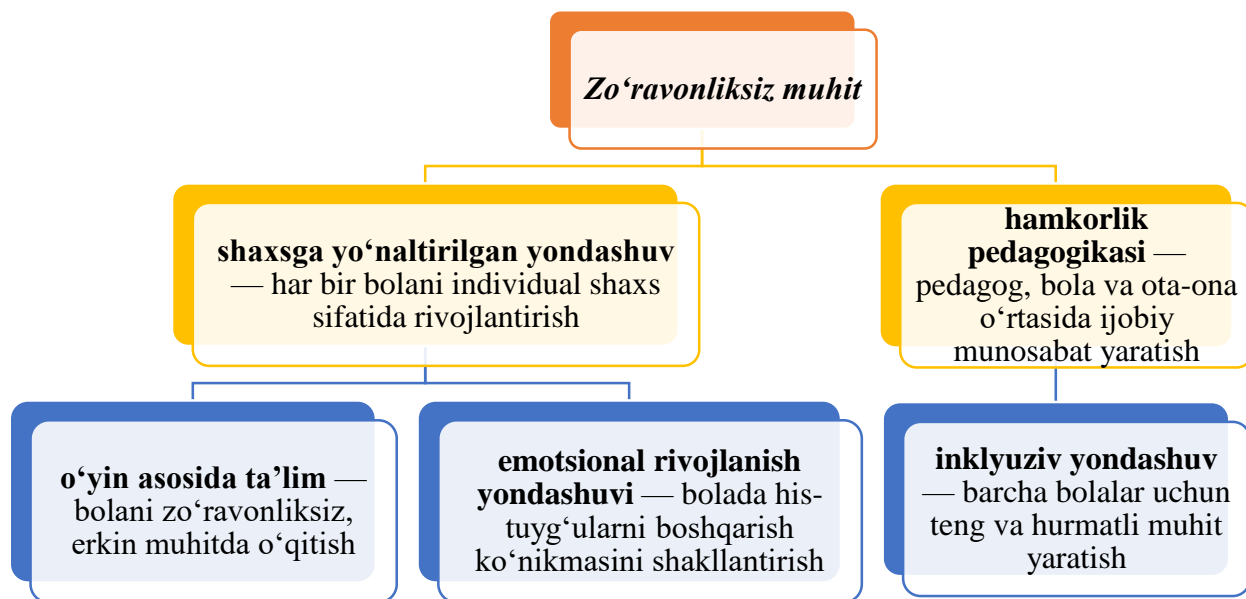 Zo‘ravonliksiz muhit
shaxsga yo‘naltirilgan yondashuv
— har bir bolani individual shaxs
sifatida rivojlantirish
hamkorlik
pedagogikasi —
pedagog, bola va ota-ona
o‘rtasida ijobiy
munosabat yaratish
o‘yin asosida ta’lim —
bolani zo‘ravonliksiz,
erkin muhitda o‘qitish
emotsional rivojlanish
yondashuvi — bolada his-
tuyg‘ularni boshqarish
ko‘nikmasini shakllantirish
inklyuziv yondashuv
— barcha bolalar uchun
teng va hurmatli muhit
yaratish